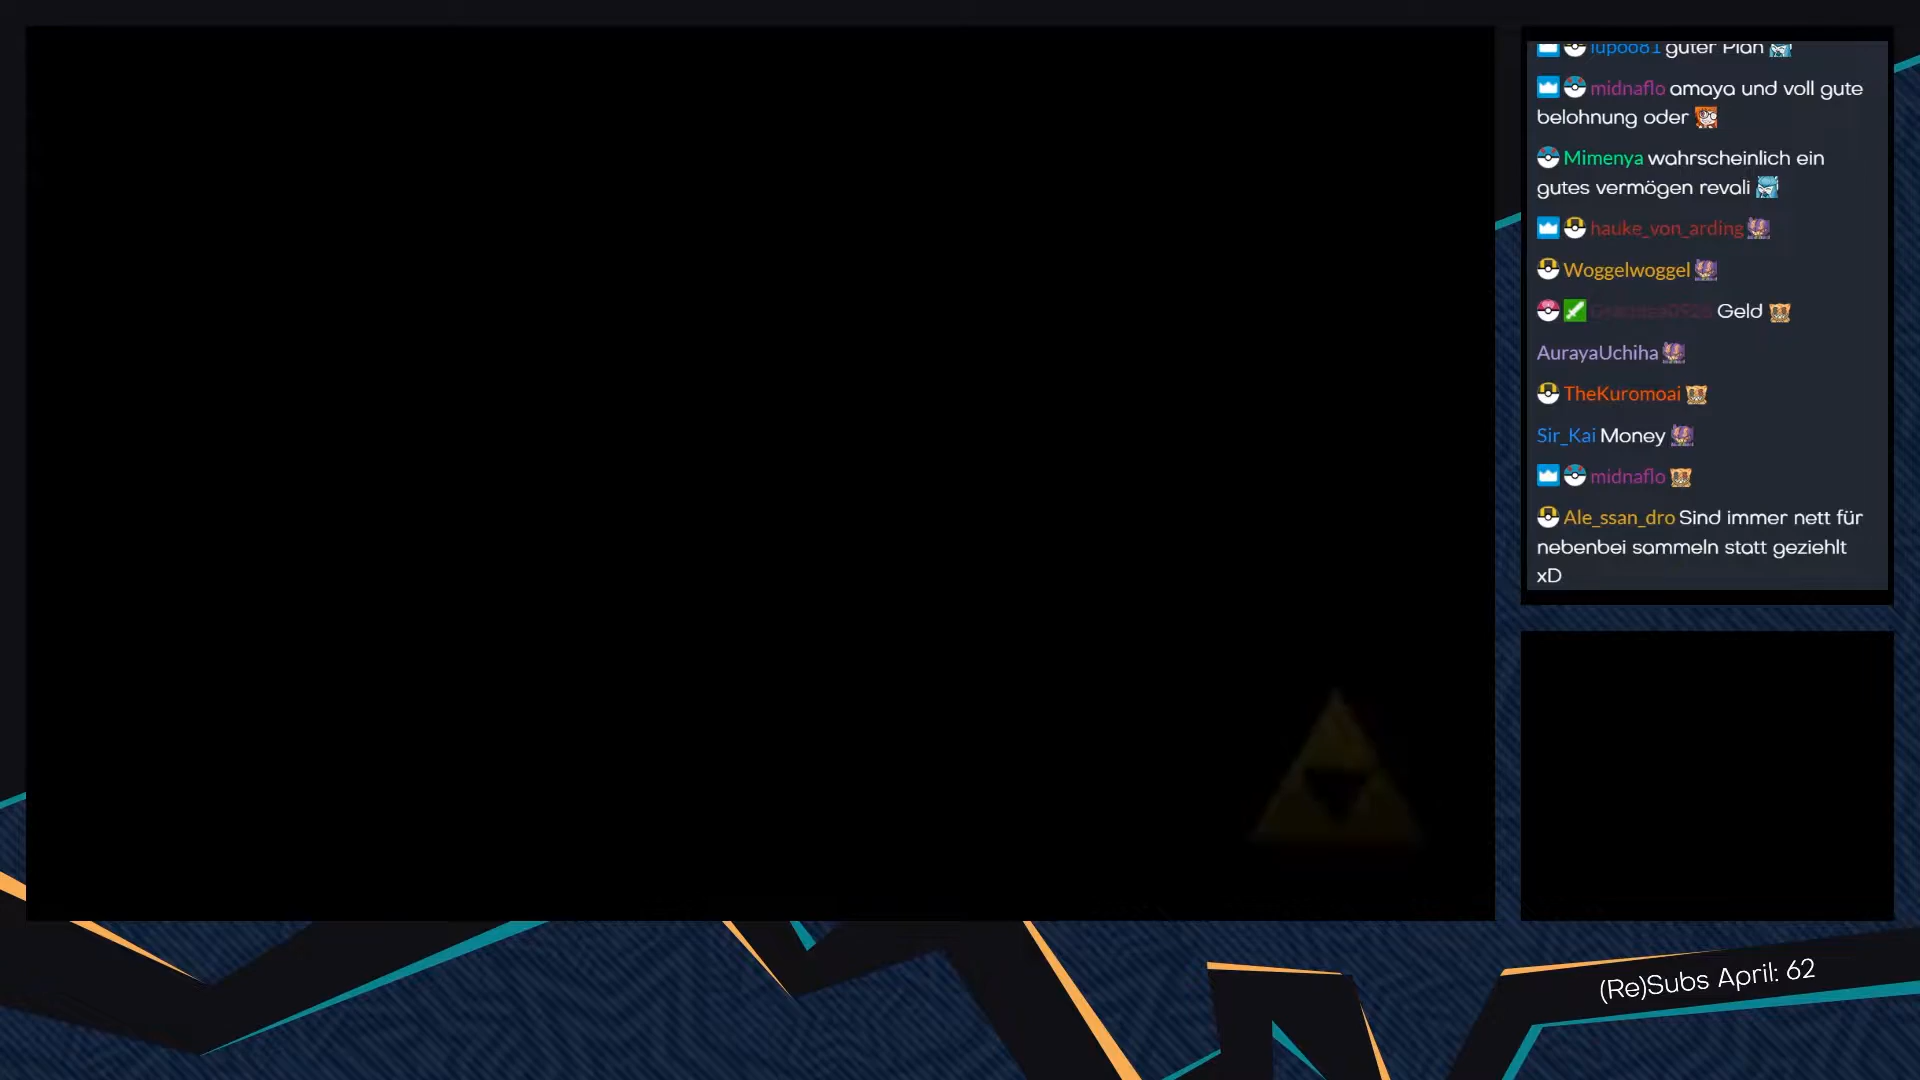 lupo81 guter Plan
midnaflo amaya und voll gute
belohnung oder
Mimenya wahrscheinlich ein
gutes vermögen revali
hauke_von_arding
Woggelwoggel
Geld
AurayaUchiha
TheKuromoai
Sir_Kai Money
midnaflo
Ale_ssan_dro Sind immer nett für
nebenbei sammeln statt geziehlt
xD
(Re)Subs April: 62